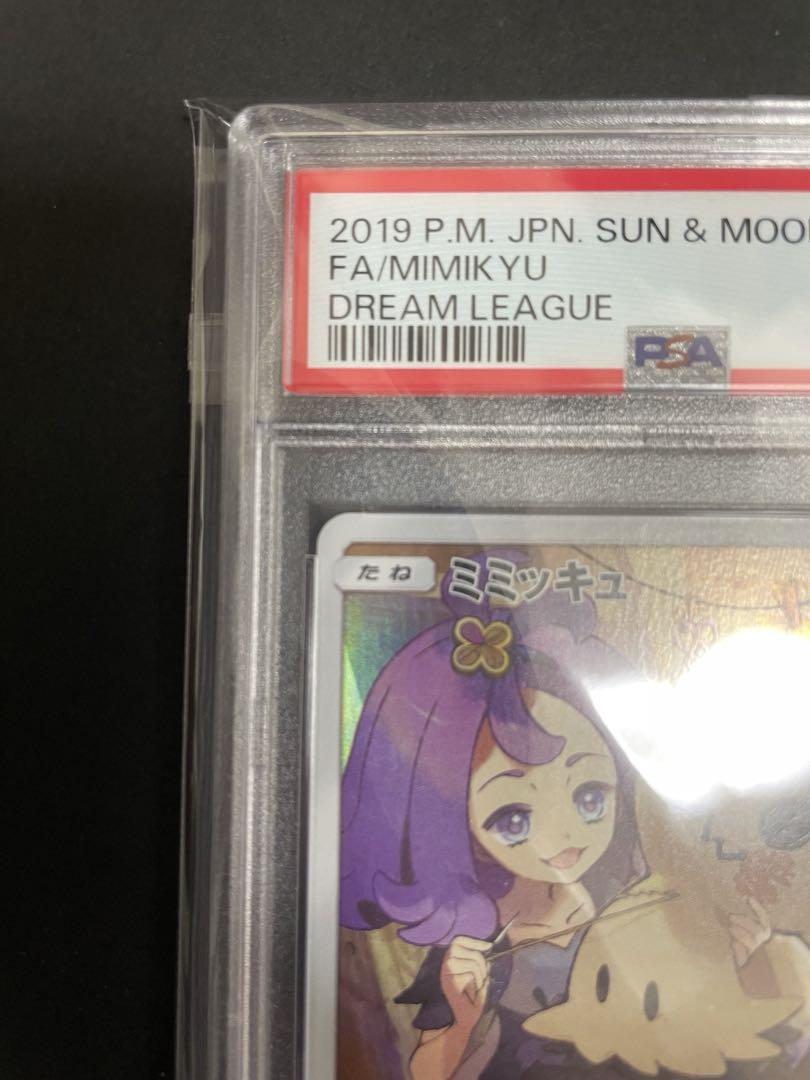 2019 P.M. JPN. SUN & MOO
FA/MIMIKYU
DREAM LEAGUE
PSA
たね ミミッキュ